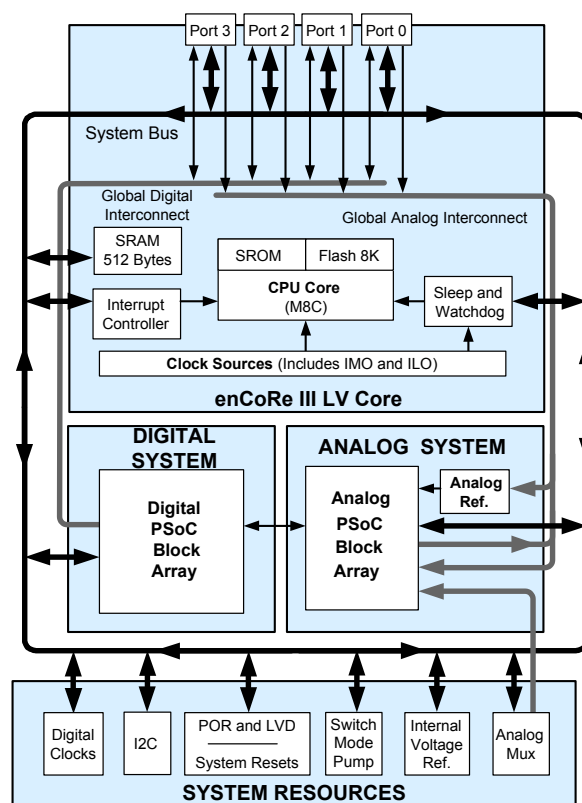 Port 3
Port 2
Port 1
Port 0
System Bus
Global Digital
Interconnect
Global Analog Interconnect
SRAM
512 Bytes
SROM
Flash 8K
CPU Core
(M8C)
Interrupt
Controller
Sleep and
Watchdog
Clock Sources (Includes IMO and ILO)
enCoRe III LV Core
DIGITAL
SYSTEM
ANALOG SYSTEM
Digital
PSoC
Block
Array
Analog
PSoC
Block
Array
Analog
Ref.
Digital
Clocks
I2C
POR and LVD
System Resets
Switch
Mode
Pump
Internal
Voltage
Ref.
Analog
Mux
SYSTEM RESOURCES